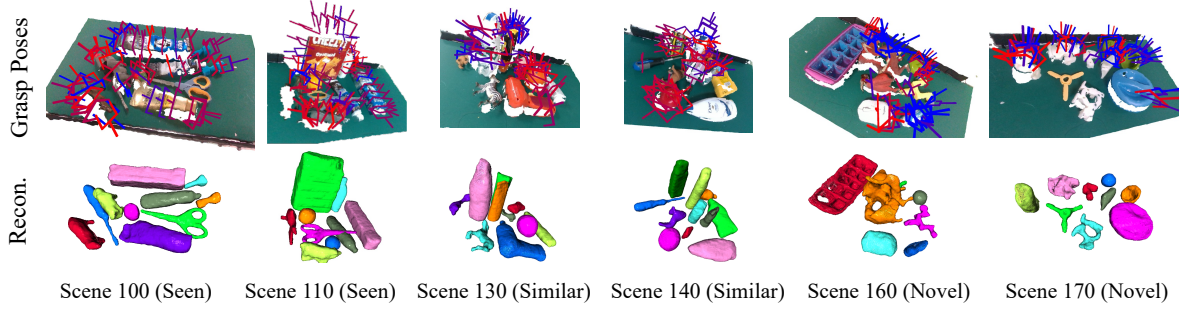 Grasp Poses
Recon.
Scene 100 (Seen)
Scene 110 (Seen)
Scene 130 (Similar)
Scene 140 (Similar)
Scene 160 (Novel)
Scene 170 (Novel)